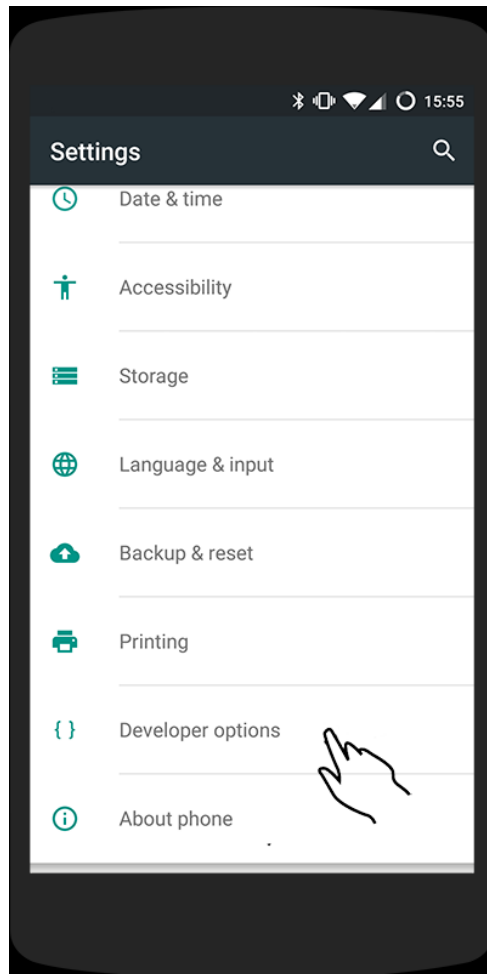 15:55
Settings
Date & time
Accessibility
Storage
Language & input
Backup & reset
Printing
{ } Developer options
About phone